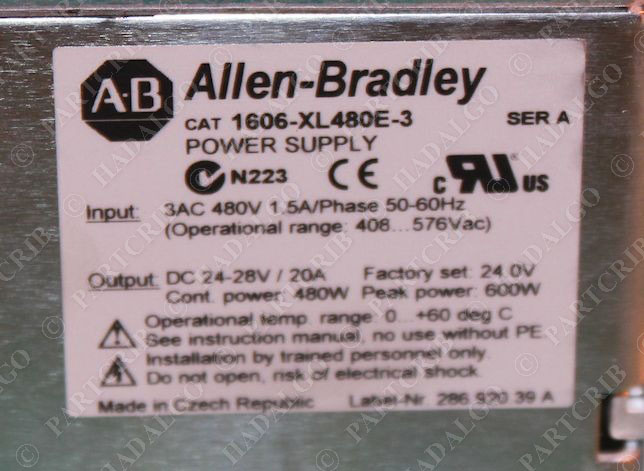 A·B Allen-Bradley
CAT 1606-XL480E-3 SER A
POWER SUPPLY
N223 CE c UR US
Input: 3AC 480V 1.5A/Phase 50-60Hz
(Operational range: 408...576Vac)
Output: DC 24-28V / 20A Factory set: 24.0V
Cont. power: 480W Peak power: 600W
Operational temp. range: 0...+60 deg C
See instruction manual, no use without PE.
Installation by trained personnel only.
Do not open, risk of electrical shock.
Made in Czech Republic Label-Nr. 286 920 39 A
© PARTCRIB HADALGO